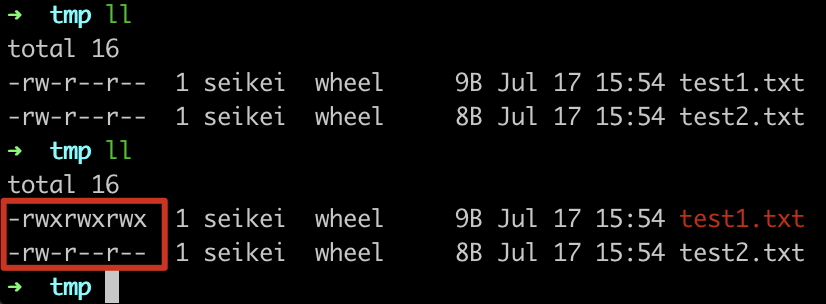 ➜  tmp ll
total 16
-rw-r--r--  1 seikei  wheel     9B Jul 17 15:54 test1.txt
-rw-r--r--  1 seikei  wheel     8B Jul 17 15:54 test2.txt
➜  tmp ll
total 16
-rwxrwxrwx  1 seikei  wheel     9B Jul 17 15:54 test1.txt
-rw-r--r--  1 seikei  wheel     8B Jul 17 15:54 test2.txt
➜  tmp